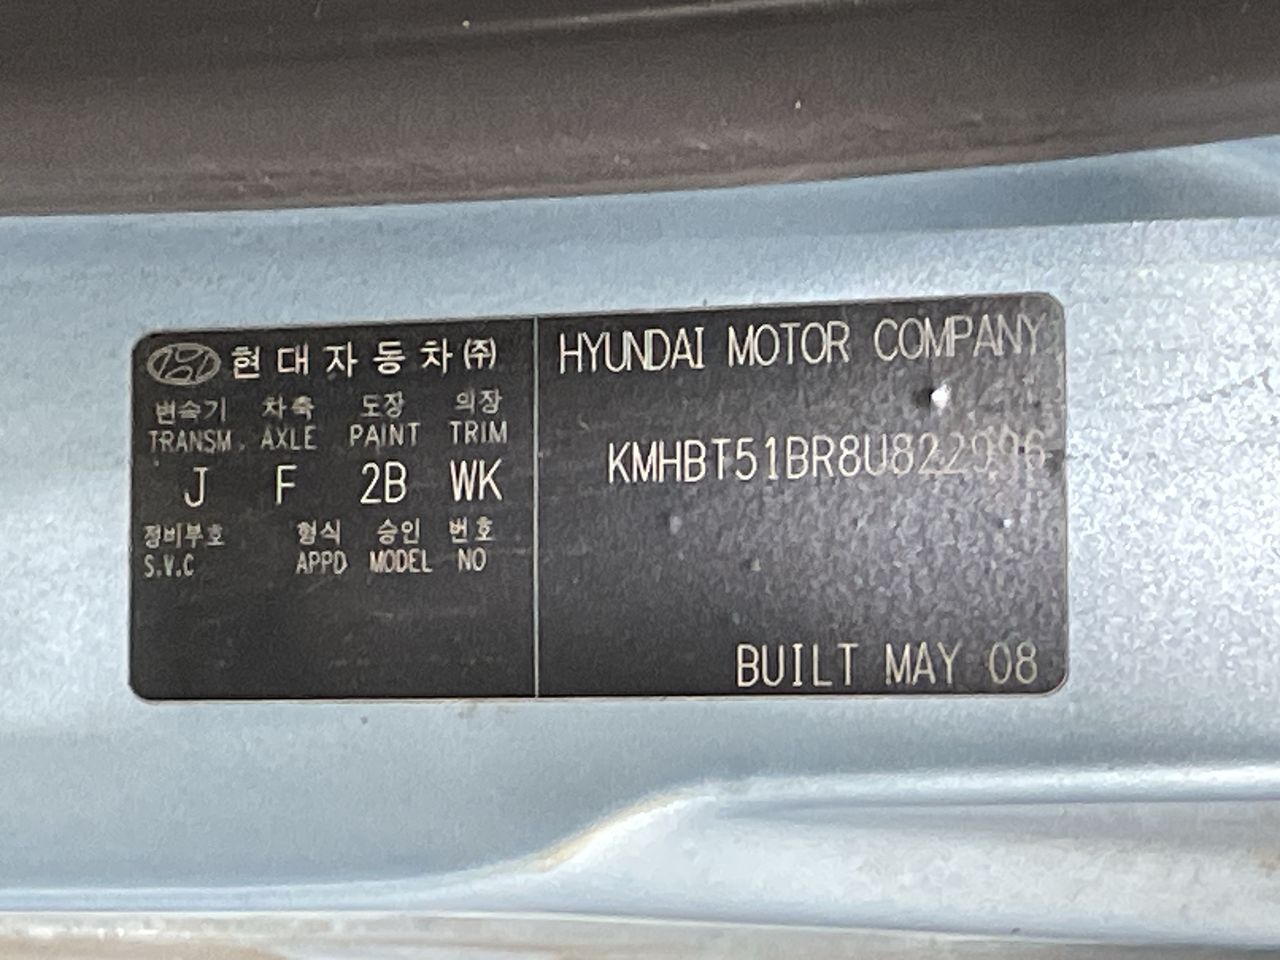 현대자동차(주)
변속기 차축 도장 의장
TRANSM. AXLE PAINT TRIM
J F 2B WK
정비부호 형식 승인 번호
S.V.C APPD MODEL NO
HYUNDAI MOTOR COMPANY
KMHBT51BR8U822996
BUILT MAY 08